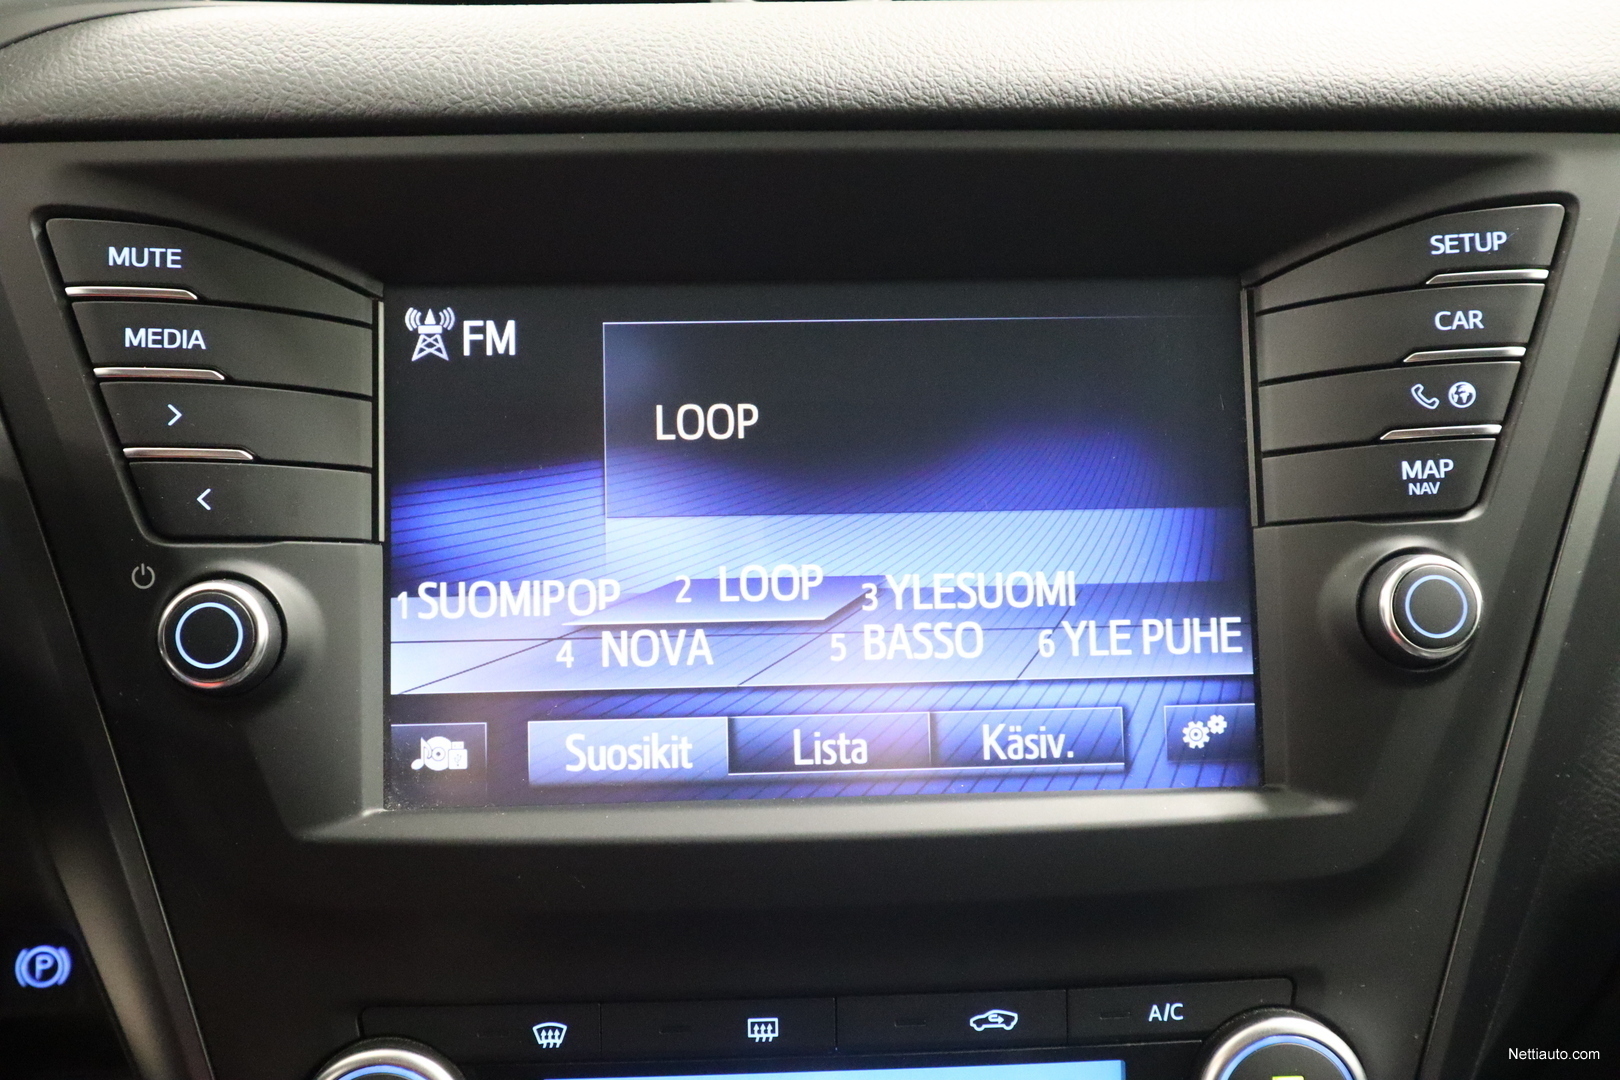 MUTE
MEDIA
>
<
SETUP
CAR
MAP
NAV
FM
LOOP
1 SUOMIPOP 2 LOOP 3 YLESUOMI
4 NOVA 5 BASSO 6 YLE PUHE
Suosikit Lista Käsiv.
P
A/C
Nettiauto.com